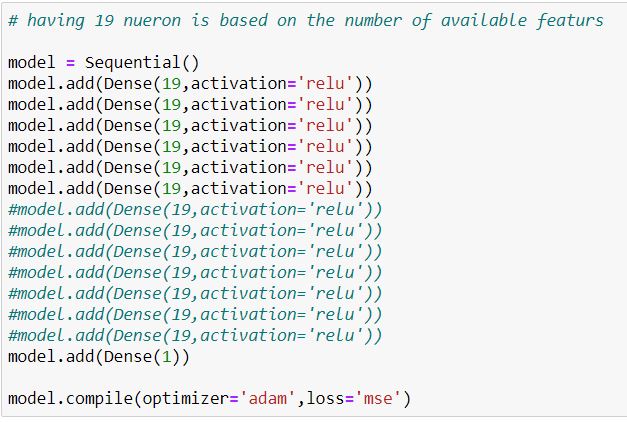 # having 19 nueron is based on the number of available featurs
model = Sequential()
model.add(Dense(19,activation='relu'))
model.add(Dense(19,activation='relu'))
model.add(Dense(19,activation='relu'))
model.add(Dense(19,activation='relu'))
model.add(Dense(19,activation='relu'))
model.add(Dense(19,activation='relu'))
#model.add(Dense(19,activation='relu'))
#model.add(Dense(19,activation='relu'))
#model.add(Dense(19,activation='relu'))
#model.add(Dense(19,activation='relu'))
#model.add(Dense(19,activation='relu'))
#model.add(Dense(19,activation='relu'))
#model.add(Dense(19,activation='relu'))
model.add(Dense(1))
model.compile(optimizer='adam',loss='mse')